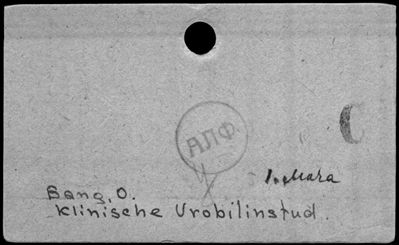 АЛФ
1. Mara
Bang, O.
Klinische Urobilinstud.